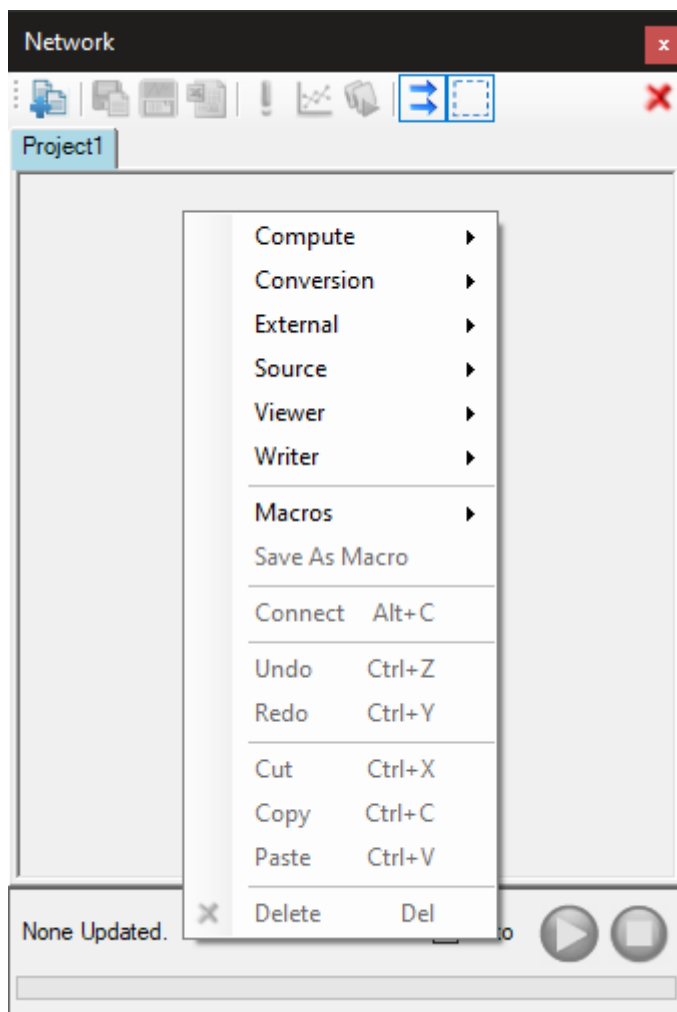 Network
x
Project1
Compute
Conversion
External
Source
Viewer
Writer
Macros
Save As Macro
Connect Alt+C
Undo Ctrl+Z
Redo Ctrl+Y
Cut Ctrl+X
Copy Ctrl+C
Paste Ctrl+V
Delete Del
None Updated.